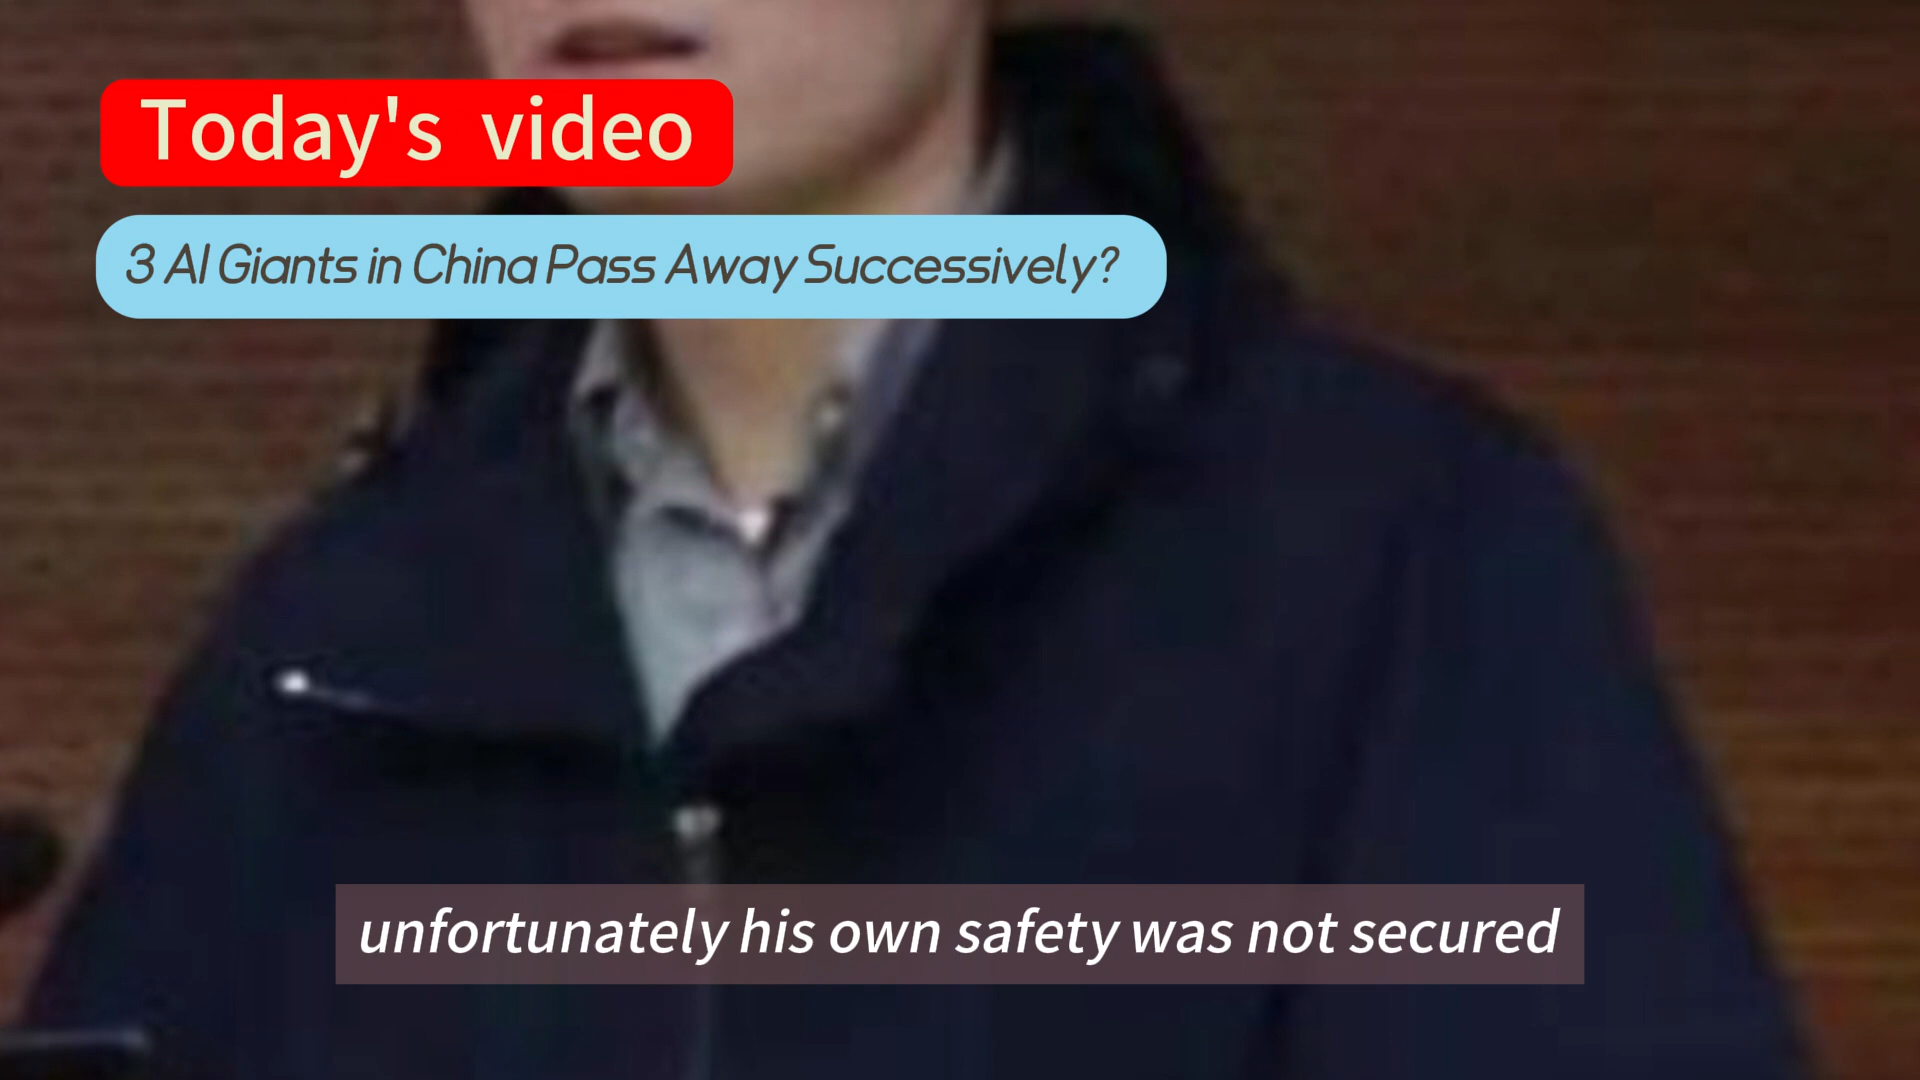 Today's video
3 AI Giants in China Pass Away Successively?
unfortunately his own safety was not secured